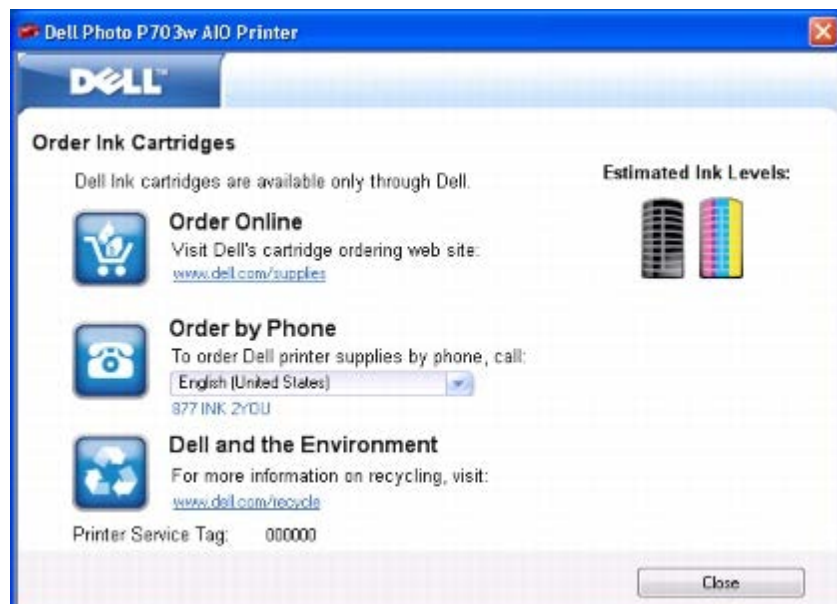 Dell Photo P703w AIO Printer
DELL™
Order Ink Cartridges
Dell Ink cartridges are available only through Dell.
Estimated Ink Levels:
Order Online
Visit Dell's cartridge ordering web site:
www.dell.com/supplies
Order by Phone
To order Dell printer supplies by phone, call:
English (United States)
877 INK 2YOU
Dell and the Environment
For more information on recycling, visit:
www.dell.com/recycle
Printer Service Tag: 000000
Close